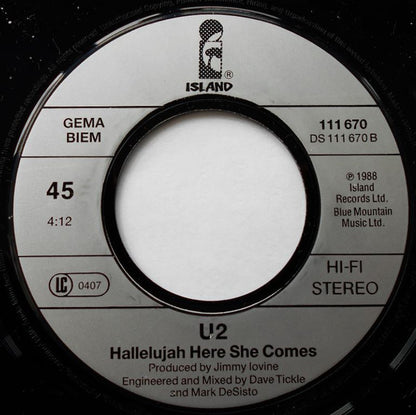 ISLAND ®
GEMA
BIEM
111 670
DS 111 670 B
45
4:12
℗ 1988
Island
Records Ltd.
Blue Mountain
Music Ltd.
LC 0407
HI-FI
STEREO
U2
Hallelujah Here She Comes
Produced by Jimmy Iovine
Engineered and Mixed by Dave Tickle
and Mark DeSisto